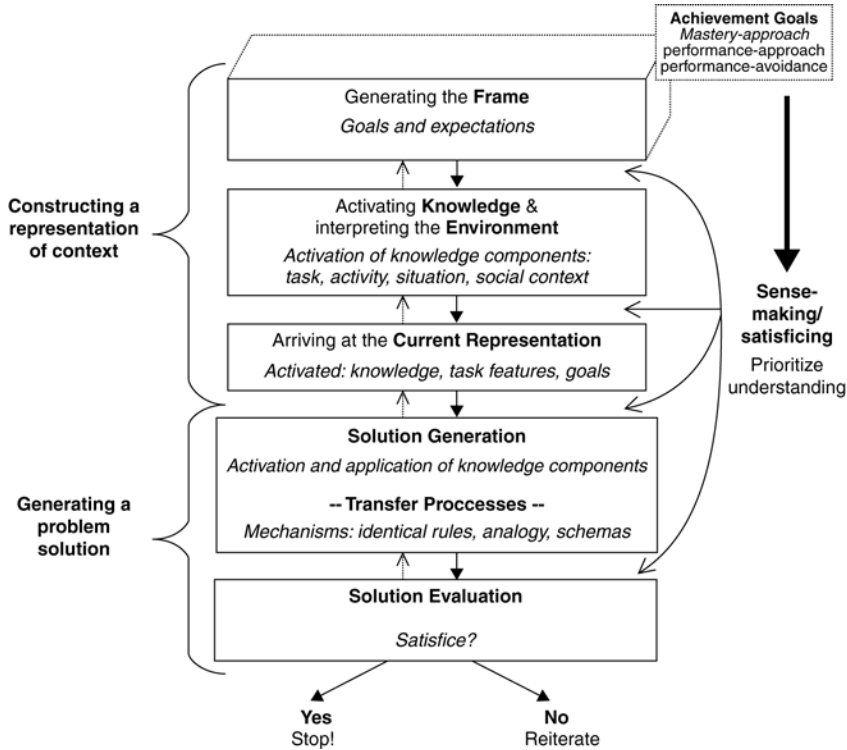 Achievement Goals
Mastery-approach
performance-approach
performance-avoidance
Generating the Frame
Goals and expectations
Constructing a
representation
of context
Activating Knowledge &
interpreting the Environment
Activation of knowledge components:
task, activity, situation, social context
Arriving at the Current Representation
Activated: knowledge, task features, goals
Sense-
making/
satisficing
Prioritize
understanding
Generating a
problem
solution
Solution Generation
Activation and application of knowledge components
-- Transfer Proccesses --
Mechanisms: identical rules, analogy, schemas
Solution Evaluation
Satisfice?
Yes
Stop!
No
Reiterate